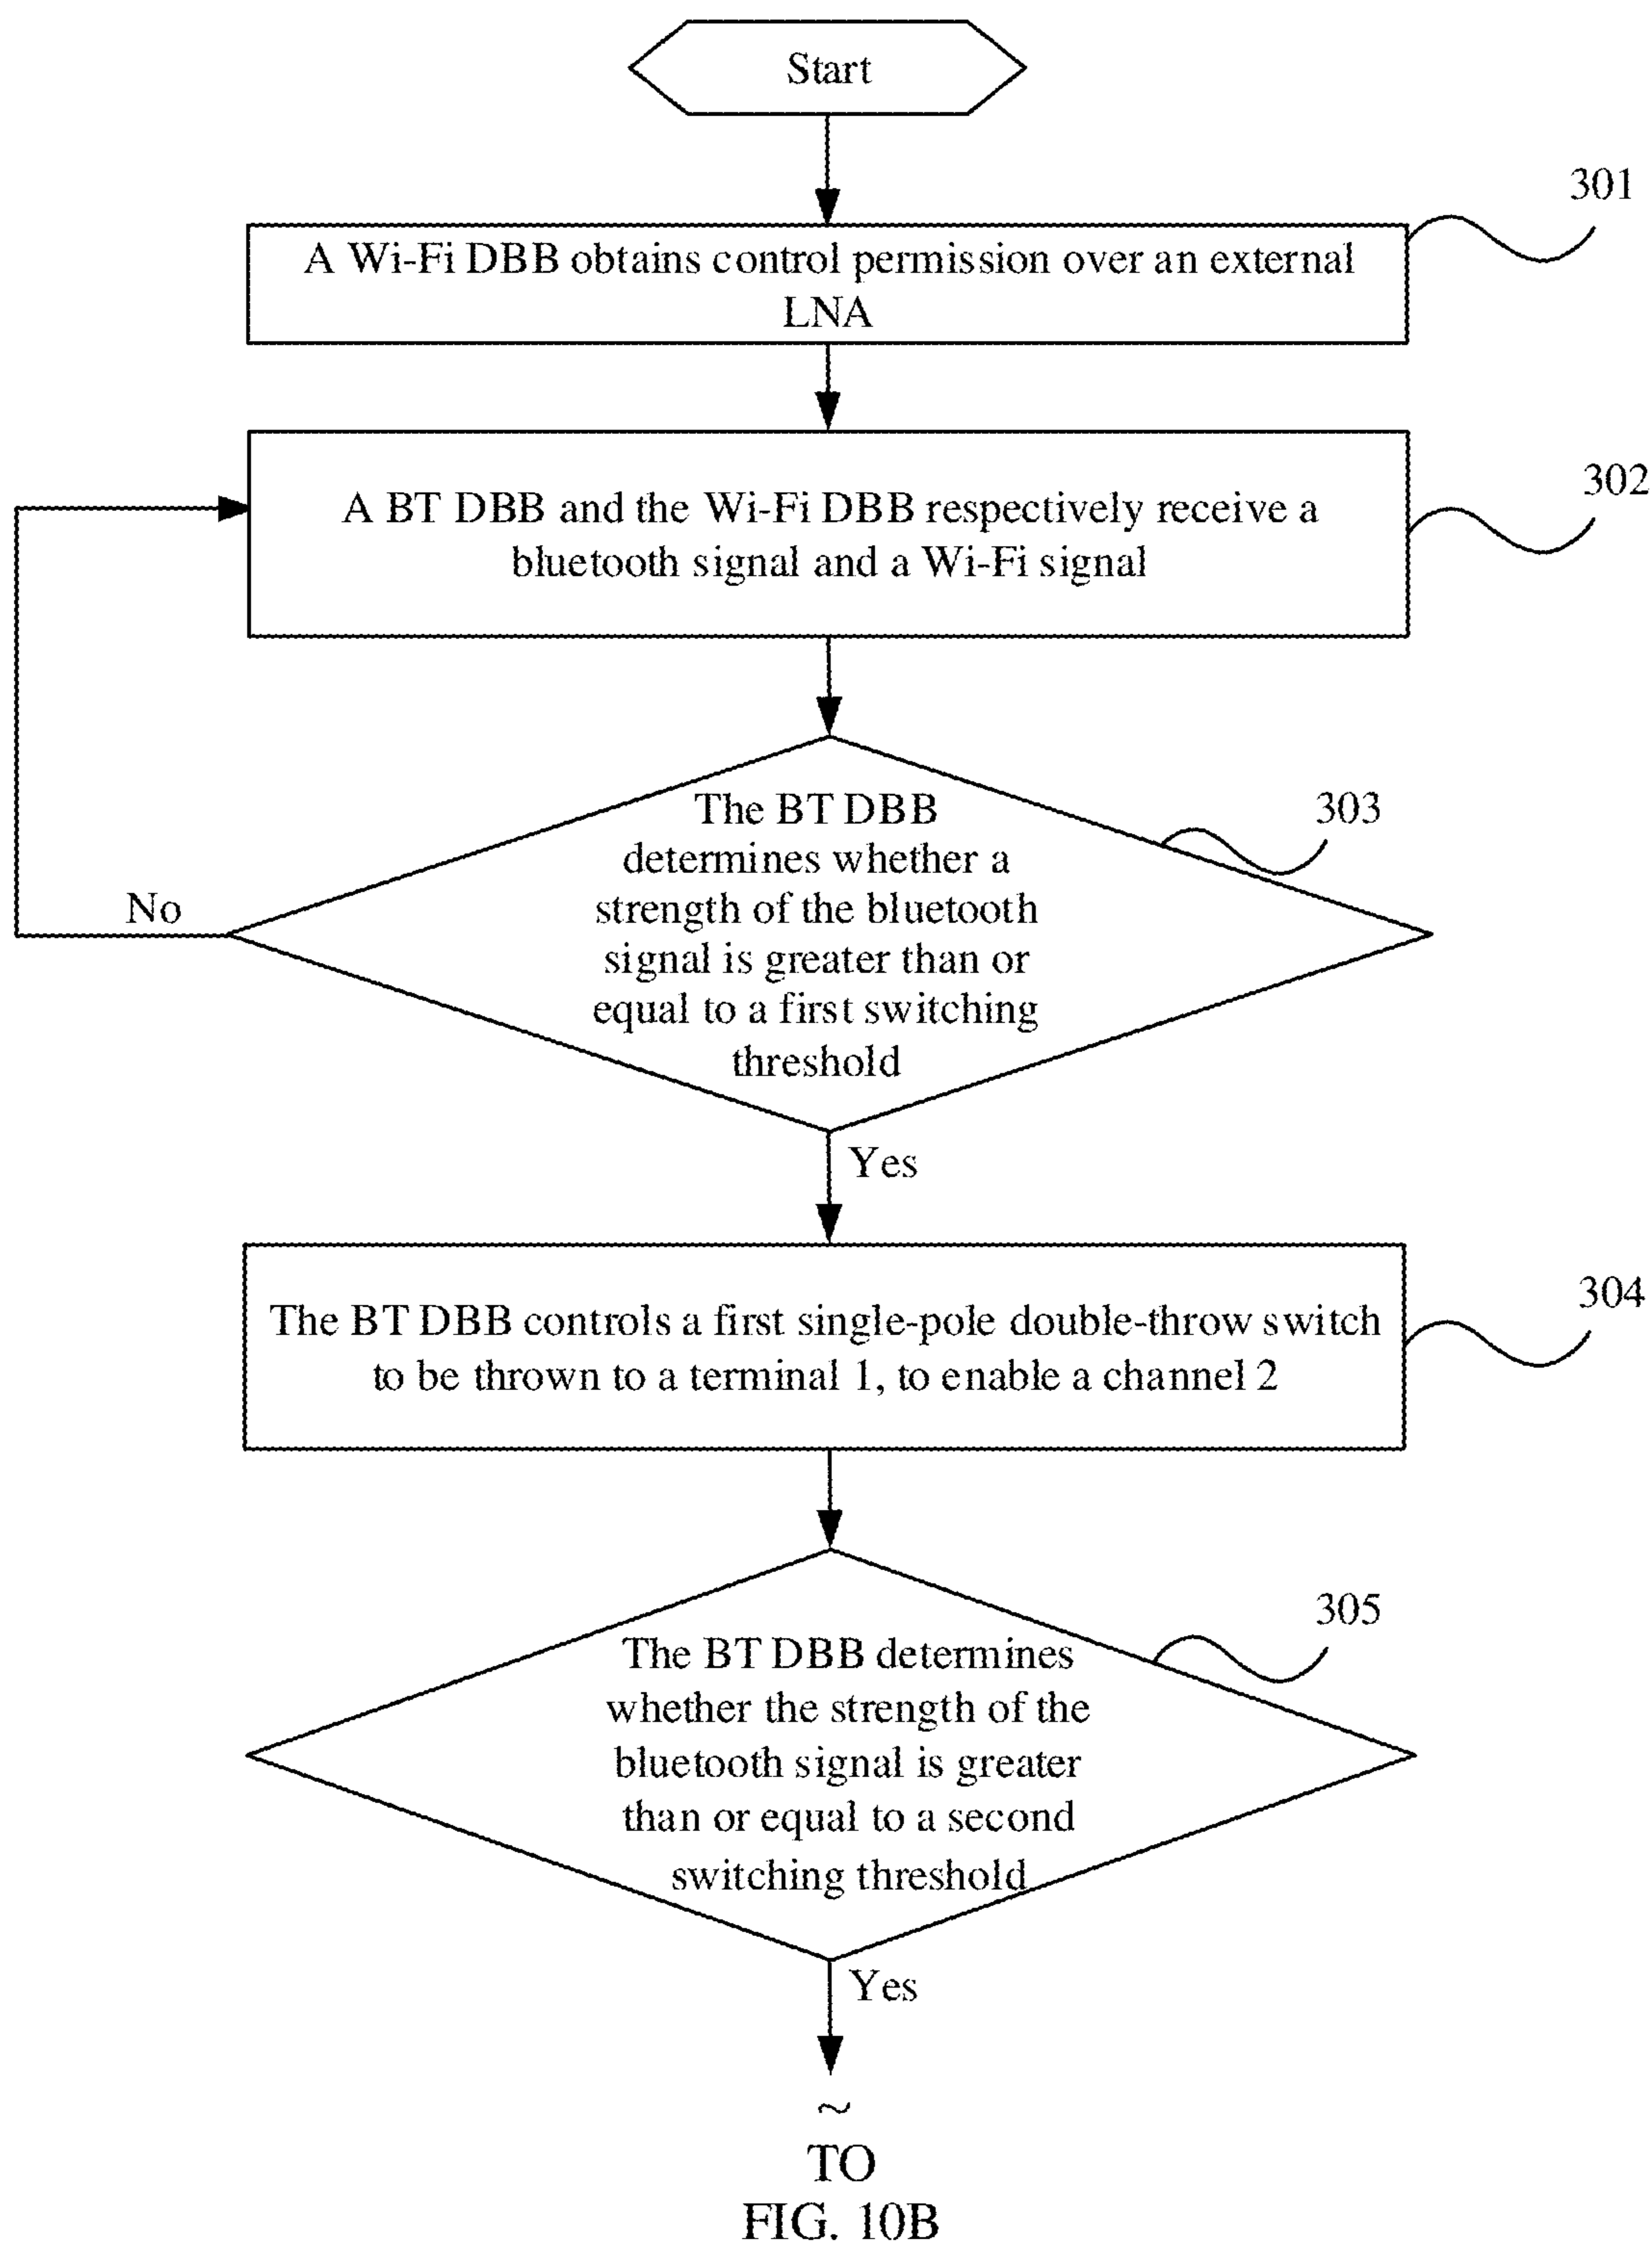 Start
301
A Wi-Fi DBB obtains control permission over an external
LNA
302
A BT DBB and the Wi-Fi DBB respectively receive a
bluetooth signal and a Wi-Fi signal
303
The BT DBB
determines whether a
strength of the bluetooth
signal is greater than or
equal to a first switching
threshold
No
Yes
304
The BT DBB controls a first single-pole double-throw switch
to be thrown to a terminal 1, to enable a channel 2
305
The BT DBB determines
whether the strength of the
bluetooth signal is greater
than or equal to a second
switching threshold
Yes
~
TO
FIG. 10B